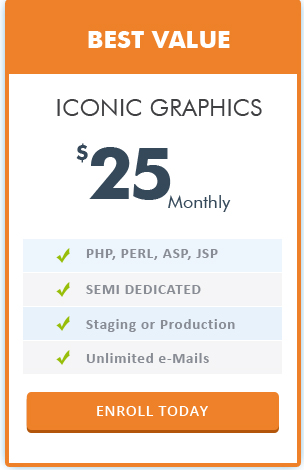 BEST VALUE
ICONIC GRAPHICS
$25 Monthly
PHP, PERL, ASP, JSP
SEMI DEDICATED
Staging or Production
Unlimited e-Mails
ENROLL TODAY